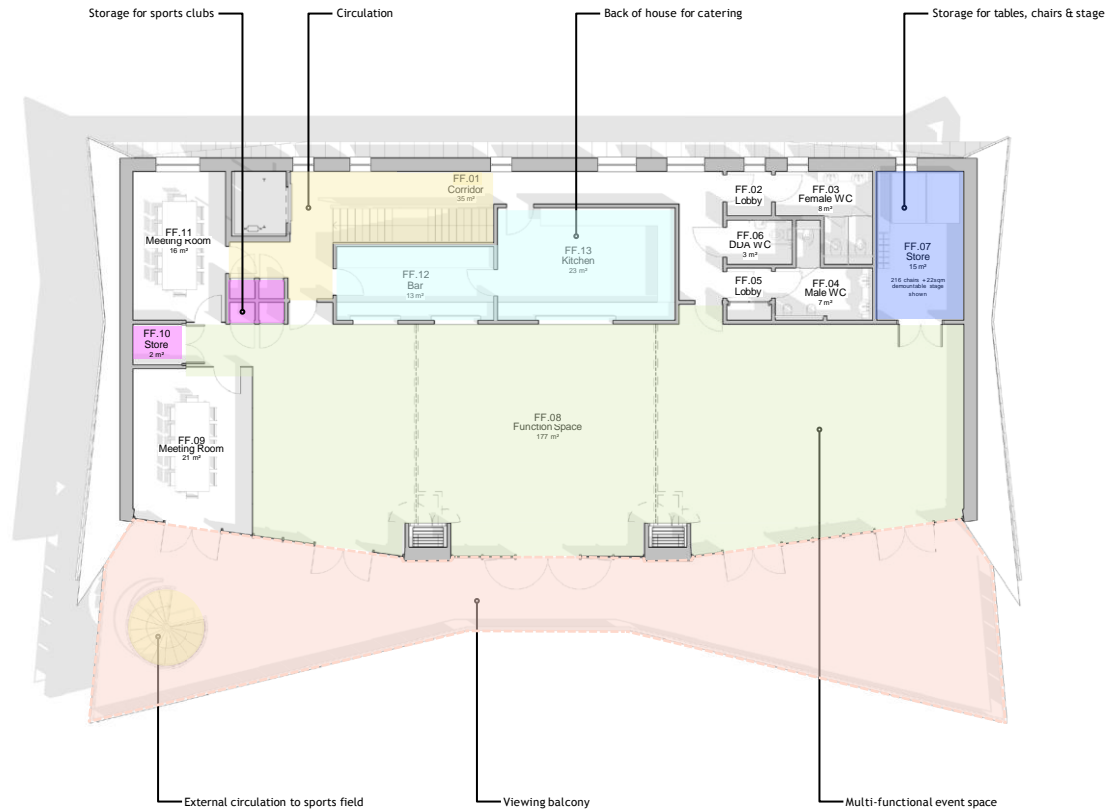 Storage for sports clubs
Circulation
Back of house for catering
Storage for tables, chairs & stage
FF.01
Corridor
35 m²
FF.02
Lobby
FF.03
Female WC
8 m²
FF.11
Meeting Room
16 m²
FF.06
DDA WC
3 m²
FF.07
Store
15 m²
216 chairs +22sqm
demountable stage
shown
FF.13
Kitchen
23 m²
FF.12
Bar
13 m²
FF.05
Lobby
FF.04
Male WC
7 m²
FF.10
Store
2 m²
FF.08
Function Space
177 m²
FF.09
Meeting Room
21 m²
External circulation to sports field
Viewing balcony
Multi-functional event space